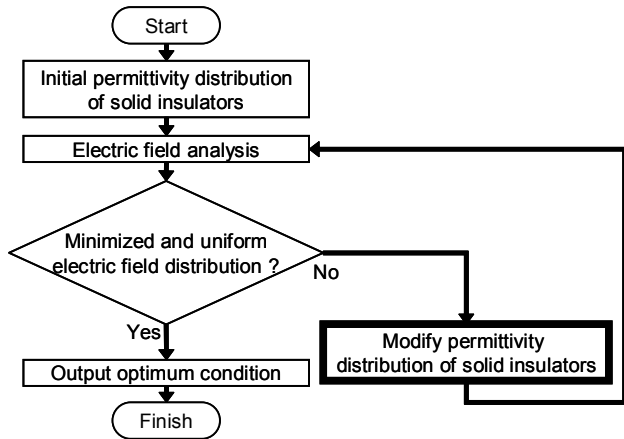 Start
Initial permittivity distribution
of solid insulators
Electric field analysis
Minimized and uniform
electric field distribution ?
No
Yes
Modify permittivity
distribution of solid insulators
Output optimum condition
Finish